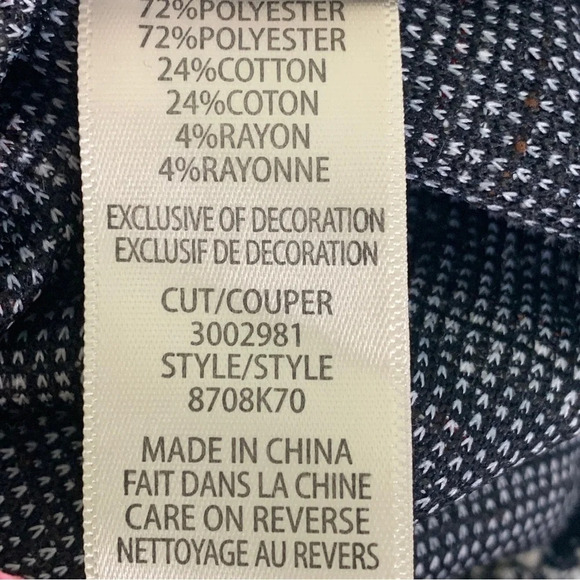 72%POLYESTER
72%POLYESTER
24%COTTON
24%COTON
4%RAYON
4%RAYONNE
EXCLUSIVE OF DECORATION
EXCLUSIF DE DECORATION
CUT/COUPER
3002981
STYLE/STYLE
8708K70
MADE IN CHINA
FAIT DANS LA CHINE
CARE ON REVERSE
NETTOYAGE AU REVERS